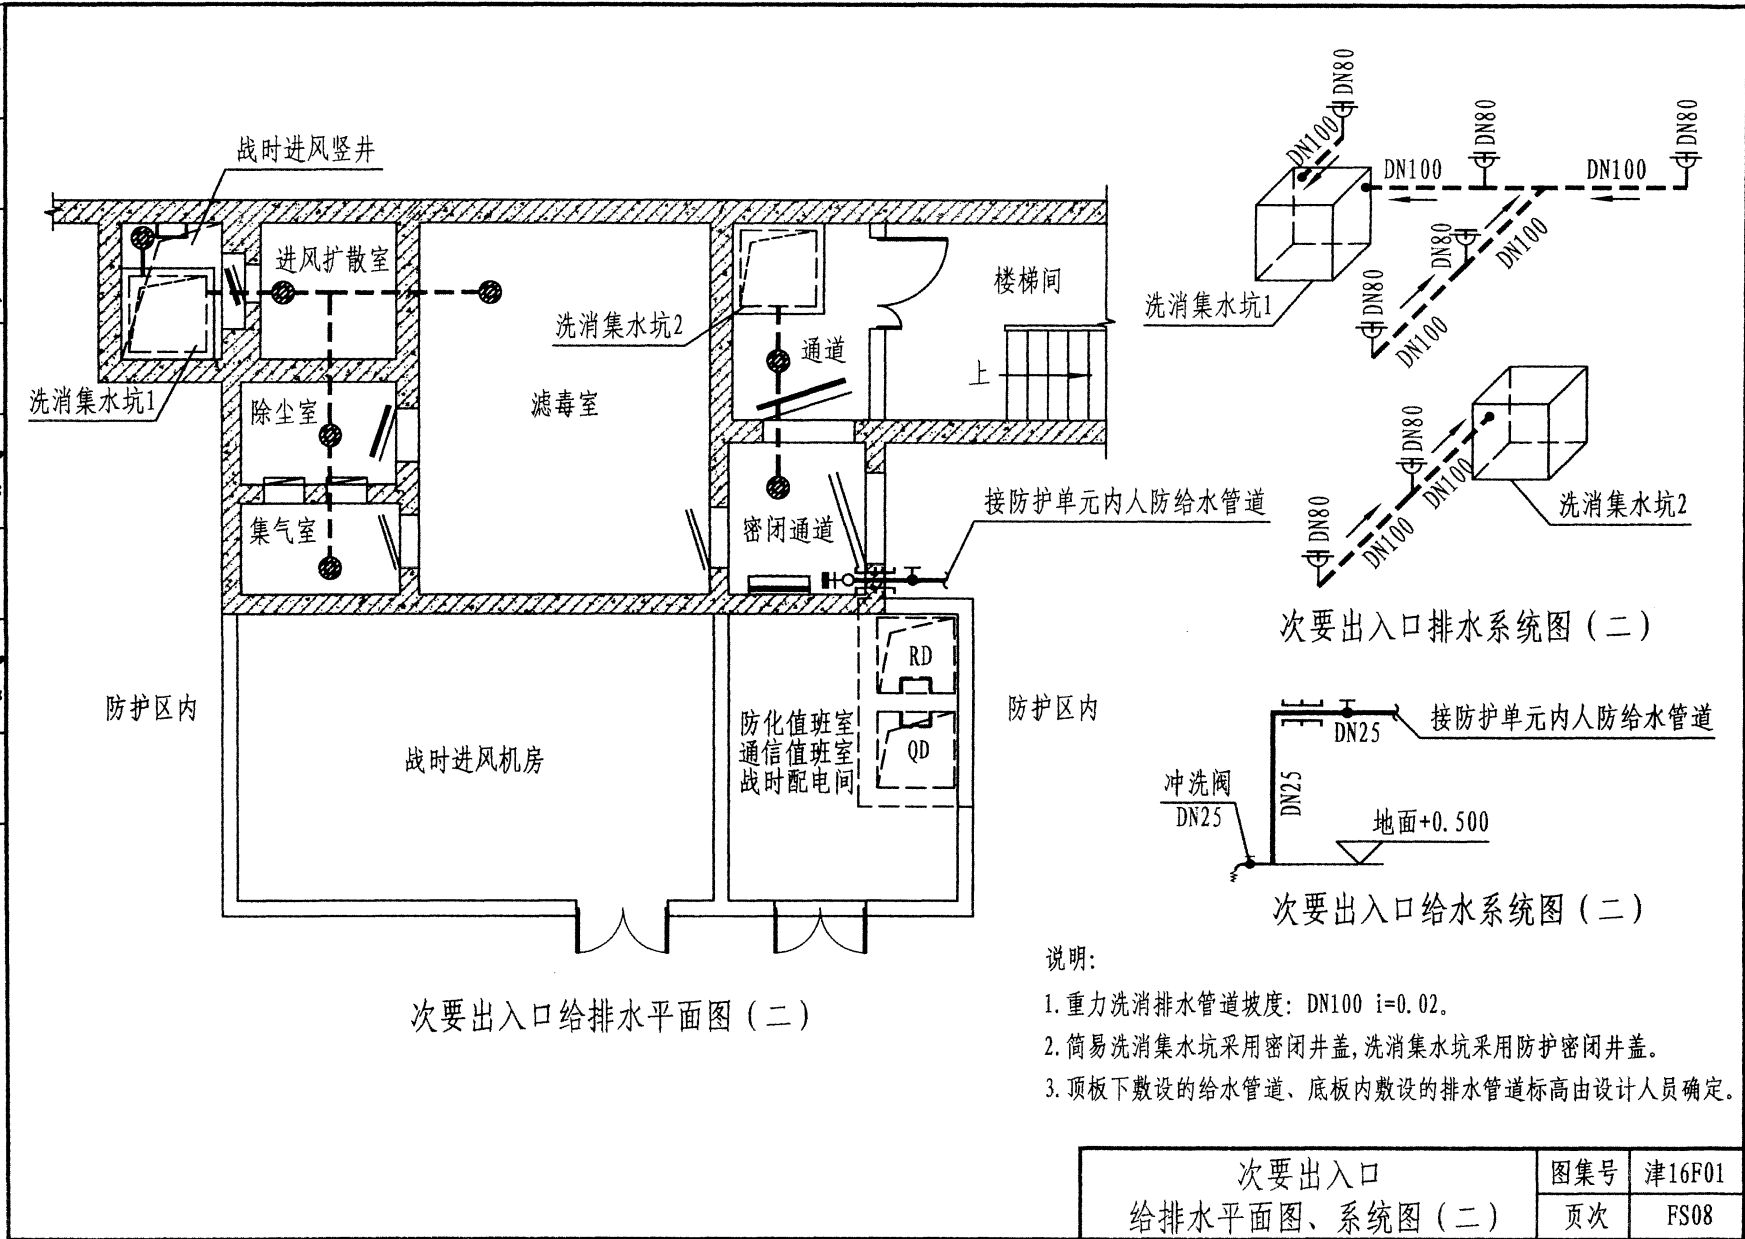 战时进风竖井
进风扩散室
洗消集水坑1
除尘室
集气室
滤毒室
洗消集水坑2
通道
楼梯间
上
密闭通道
接防护单元内人防给水管道
防护区内
战时进风机房
防化值班室
通信值班室
战时配电间
RD
QD
防护区内
次要出入口给排水平面图（二）
DN80
DN100
DN100
DN80
DN100
DN80
DN80
DN100
DN80
DN100
洗消集水坑1
DN80
DN100
DN80
DN100
洗消集水坑2
次要出入口排水系统图（二）
接防护单元内人防给水管道
DN25
DN25
冲洗阀
DN25
地面+0.500
次要出入口给水系统图（二）
说明：
1.重力洗消排水管道坡度：DN100 i=0.02。
2.简易洗消集水坑采用密闭井盖,洗消集水坑采用防护密闭井盖。
3.顶板下敷设的给水管道、底板内敷设的排水管道标高由设计人员确定。
次要出入口
给排水平面图、系统图（二）
图集号 津16F01
页次 FS08